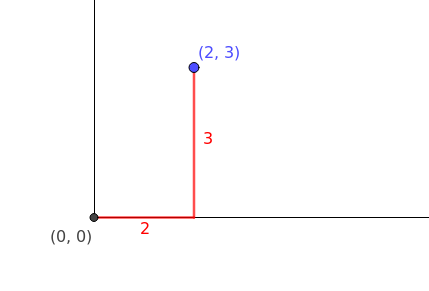 (2, 3)
3
2
(0, 0)